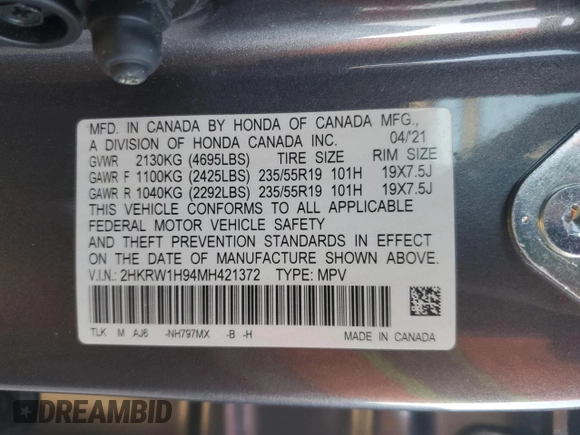 MFD. IN CANADA BY HONDA OF CANADA MFG.,
A DIVISION OF HONDA CANADA INC. 04/21
GVWR 2130KG (4695LBS) TIRE SIZE RIM SIZE
GAWR F 1100KG (2425LBS) 235/55R19 101H 19X7.5J
GAWR R 1040KG (2292LBS) 235/55R19 101H 19X7.5J
THIS VEHICLE CONFORMS TO ALL APPLICABLE
FEDERAL MOTOR VEHICLE SAFETY
AND THEFT PREVENTION STANDARDS IN EFFECT
ON THE DATE OF MANUFACTURE SHOWN ABOVE.
V.I.N.: 2HKRW1H94MH421372 TYPE: MPV
TLK M AJ6 -NH797MX -B -H MADE IN CANADA
DREAMBID